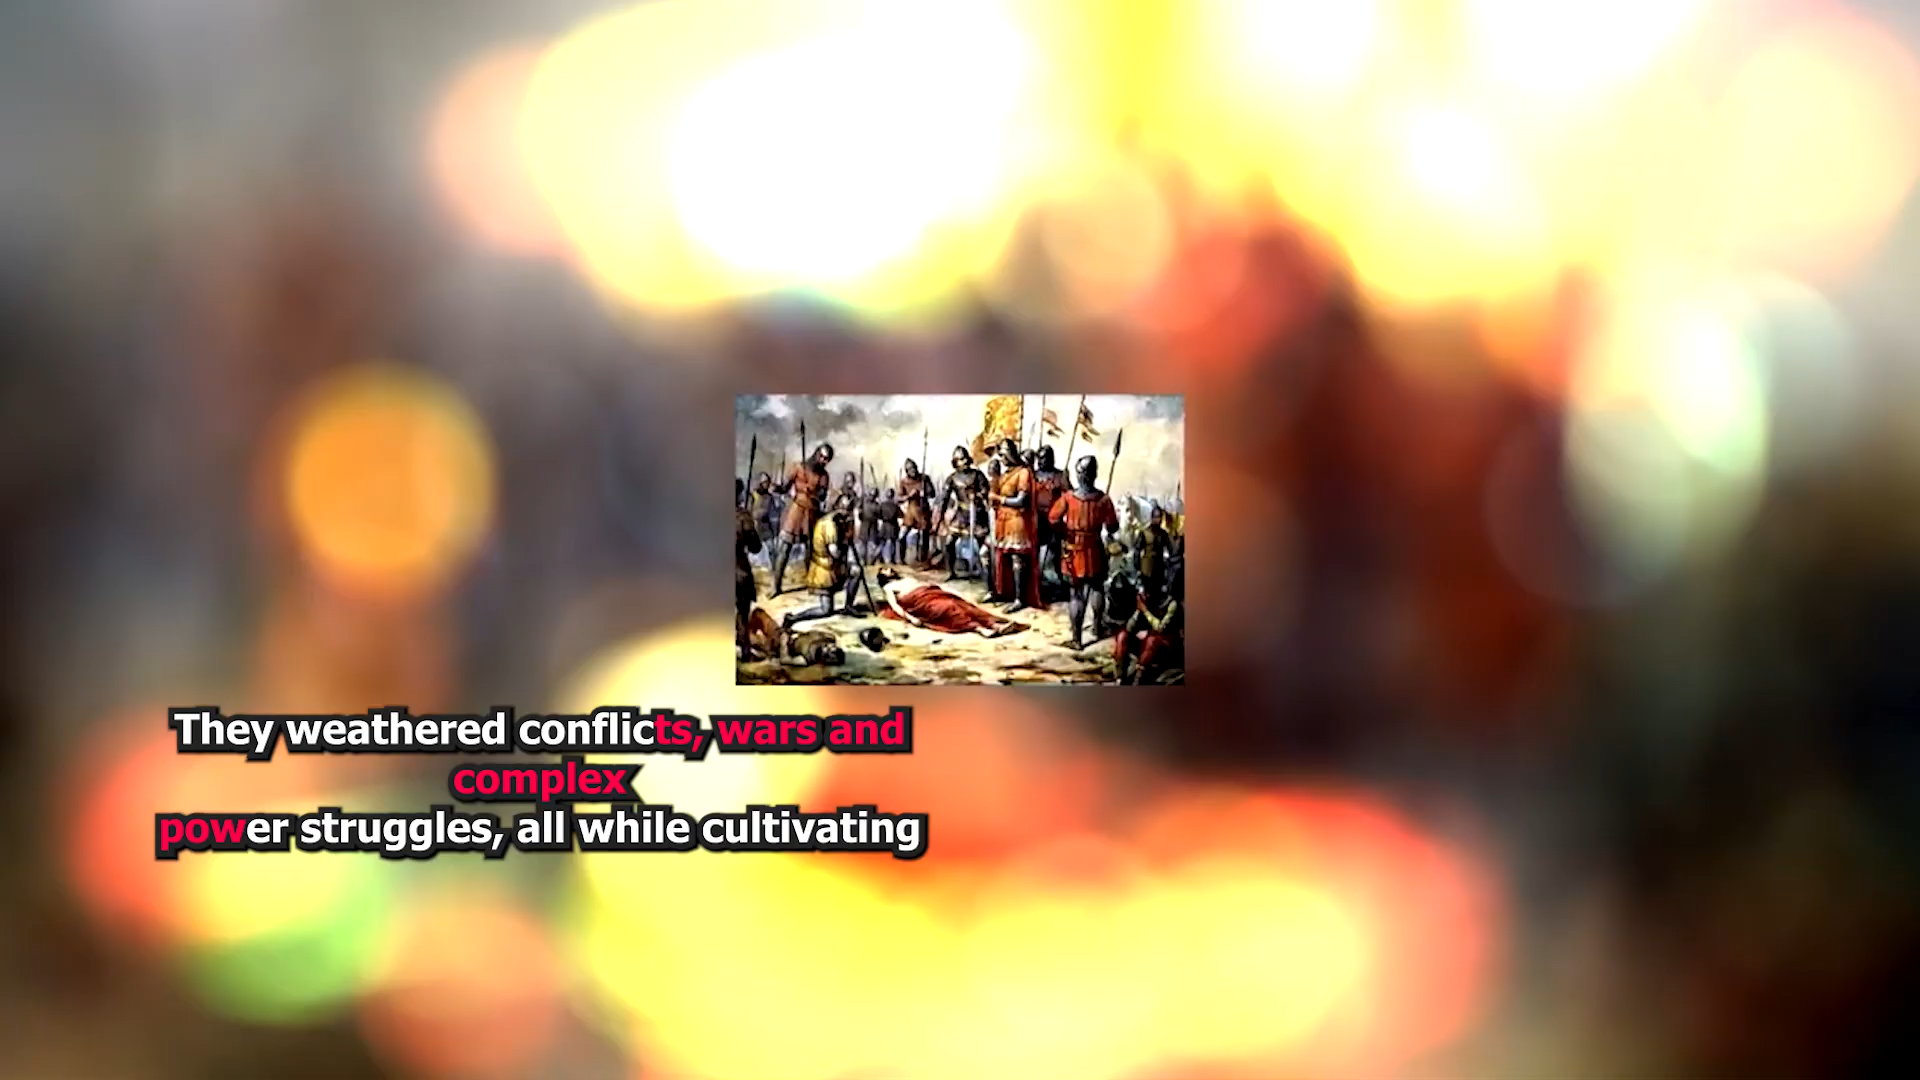 They weathered conflicts, wars and
complex
power struggles, all while cultivating